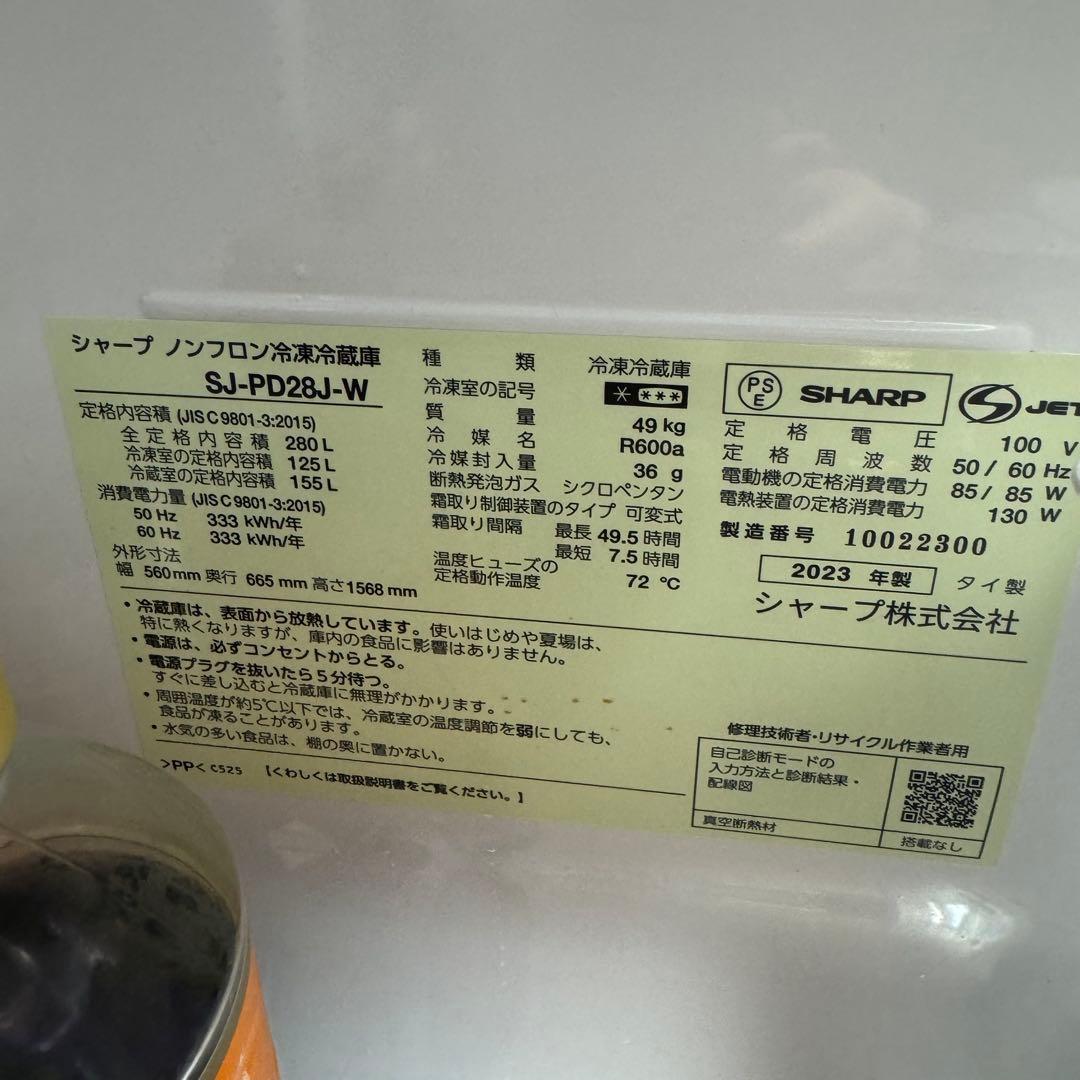 シャープ ノンフロン冷凍冷蔵庫
SJ-PD28J-W
定格内容積 (JIS C 9801-3:2015)
全定格内容積 280 L
冷凍室の定格内容積 125 L
冷蔵室の定格内容積 155 L
消費電力量 (JIS C 9801-3:2015)
50 Hz 333 kWh/年
60 Hz 333 kWh/年
外形寸法
幅 560 mm 奥行 665 mm 高さ 1568 mm
種類 冷凍冷蔵庫
冷凍室の記号 * ***
質量 49 kg
冷媒名 R600a
冷媒封入量 36 g
断熱発泡ガス シクロペンタン
霜取り制御装置のタイプ 可変式
霜取り間隔 最長 49.5 時間
最短 7.5 時間
温度ヒューズの
定格動作温度 72 ℃
PSE SHARP JET
定格電圧 100 V
定格周波数 50 / 60 Hz
電動機の定格消費電力 85 / 85 W
電熱装置の定格消費電力 130 W
製造番号 10022300
2023 年製 タイ製
シャープ株式会社
・冷蔵庫は、表面から放熱しています。使いはじめや夏場は、
特に熱くなりますが、庫内の食品に影響はありません。
・電源は、必ずコンセントからとる。
・電源プラグを抜いたら5分待つ。
すぐに差し込むと冷蔵庫に無理がかかります。
・周囲温度が約5℃以下では、冷蔵室の温度調節を弱にしても、
食品が凍ることがあります。
・水気の多い食品は、棚の奥に置かない。
>PP< C525 【くわしくは取扱説明書をご覧ください。】
修理技術者・リサイクル作業者用
自己診断モードの
入力方法と診断結果・
配線図
真空断熱材 搭載なし